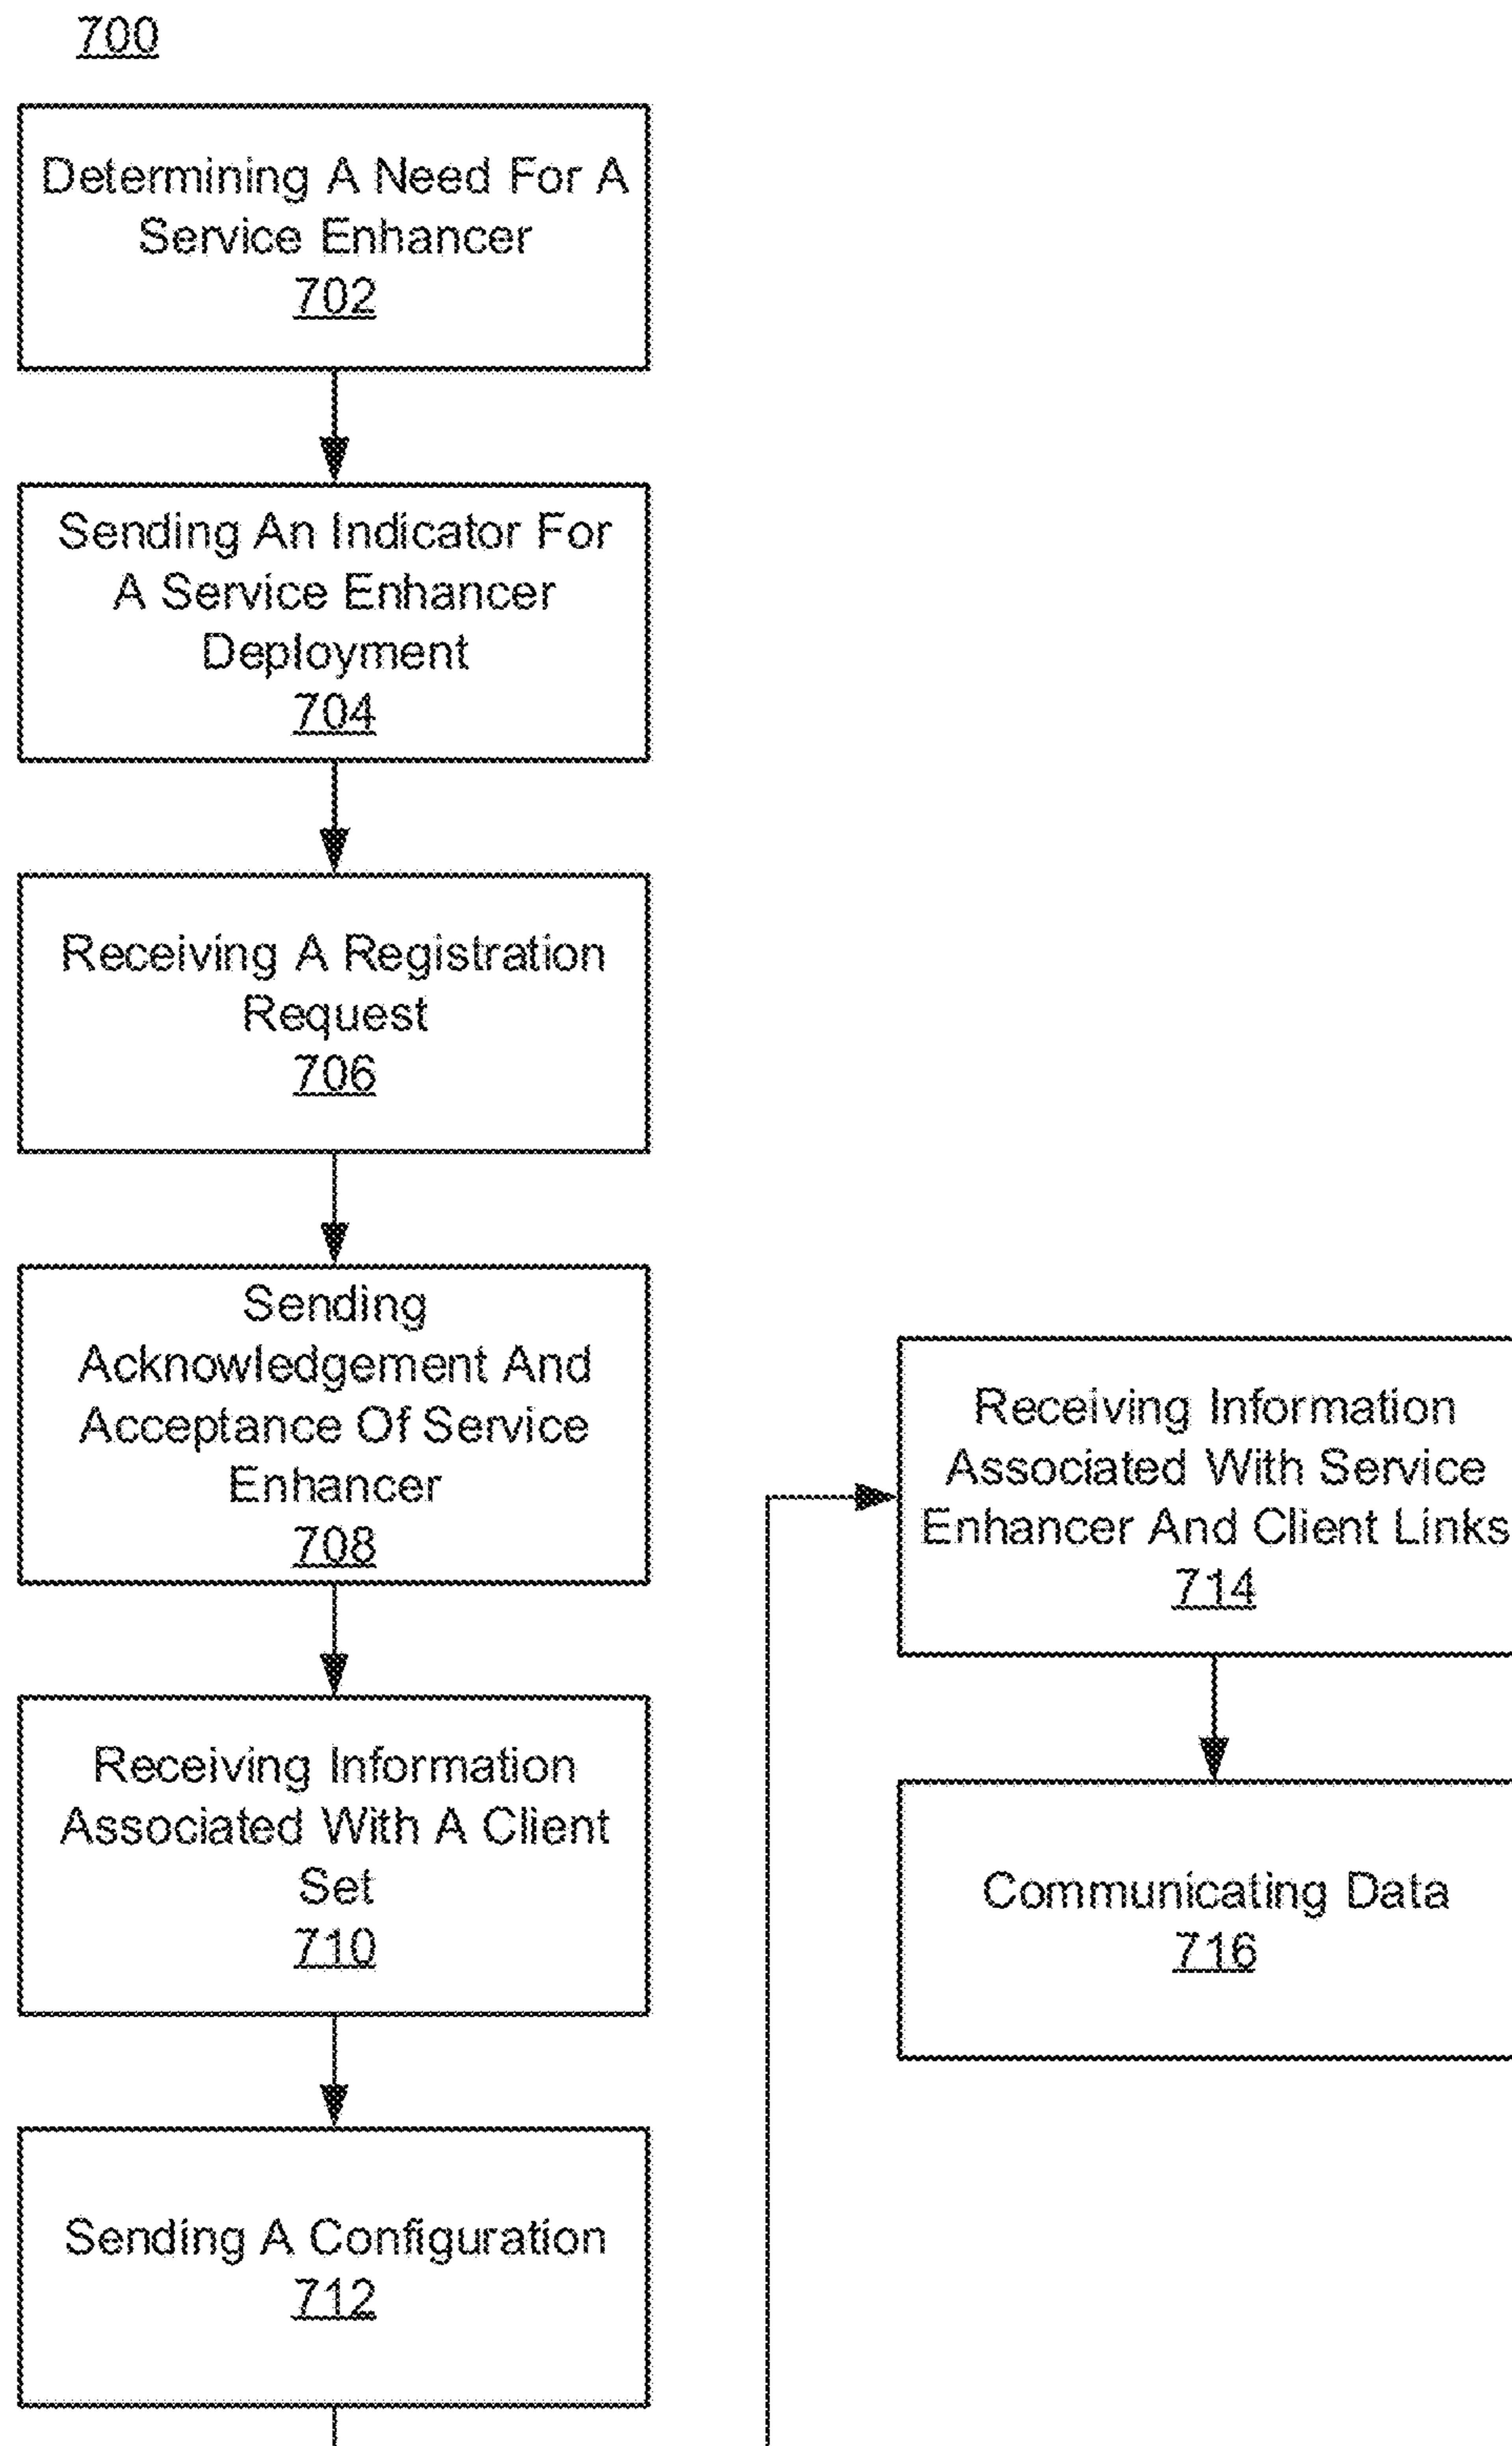 700
Determining A Need For A
Service Enhancer
702
Sending An Indicator For
A Service Enhancer
Deployment
704
Receiving A Registration
Request
706
Sending
Acknowledgement And
Acceptance Of Service
Enhancer
708
Receiving Information
Associated With A Client
Set
710
Sending A Configuration
712
Receiving Information
Associated With Service
Enhancer And Client Links
714
Communicating Data
716